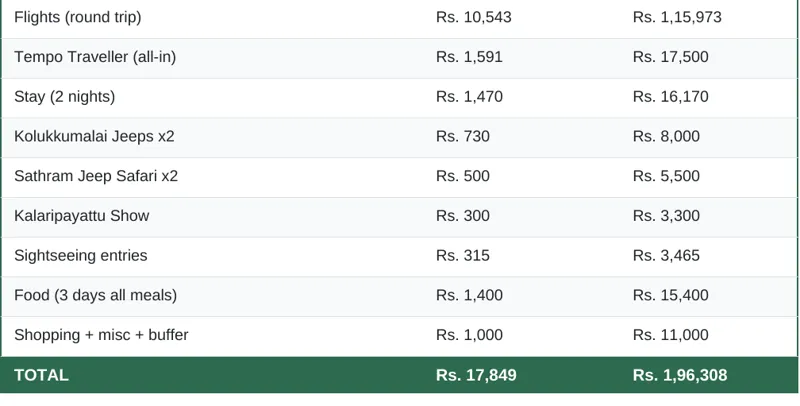 Flights (round trip) Rs. 10,543 Rs. 1,15,973
Tempo Traveller (all-in) Rs. 1,591 Rs. 17,500
Stay (2 nights) Rs. 1,470 Rs. 16,170
Kolukkumalai Jeeps x2 Rs. 730 Rs. 8,000
Sathram Jeep Safari x2 Rs. 500 Rs. 5,500
Kalaripayattu Show Rs. 300 Rs. 3,300
Sightseeing entries Rs. 315 Rs. 3,465
Food (3 days all meals) Rs. 1,400 Rs. 15,400
Shopping + misc + buffer Rs. 1,000 Rs. 11,000
TOTAL Rs. 17,849 Rs. 1,96,308